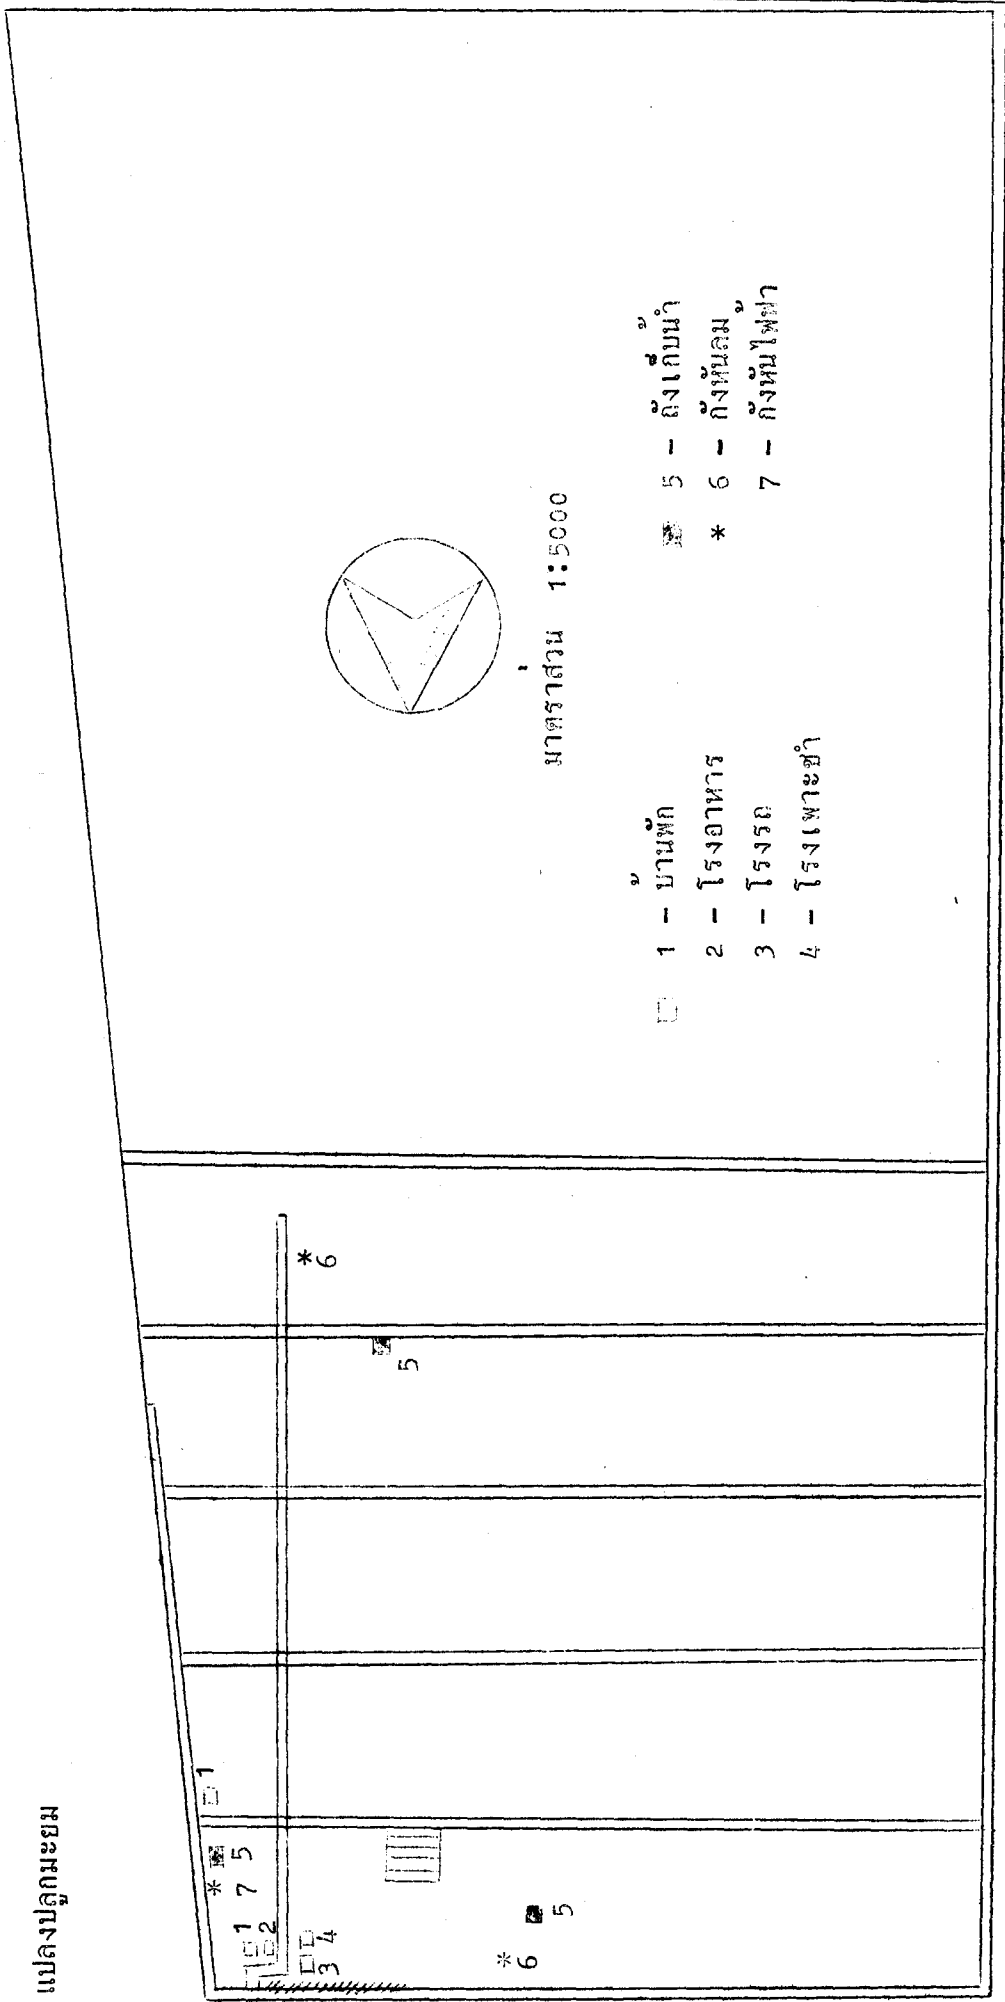 แปลงปลูกมะยม
1
* 5
7
1
2
3 4
5
* 6
5
* 6
มาตราส่วน 1:5000
1 - บ้านพัก
2 - โรงอาหาร
3 - โรงรถ
4 - โรงเพาะชำ
5 - ถังเก็บน้ำ
* 6 - กังหันลม
7 - กังหันไฟฟ้า